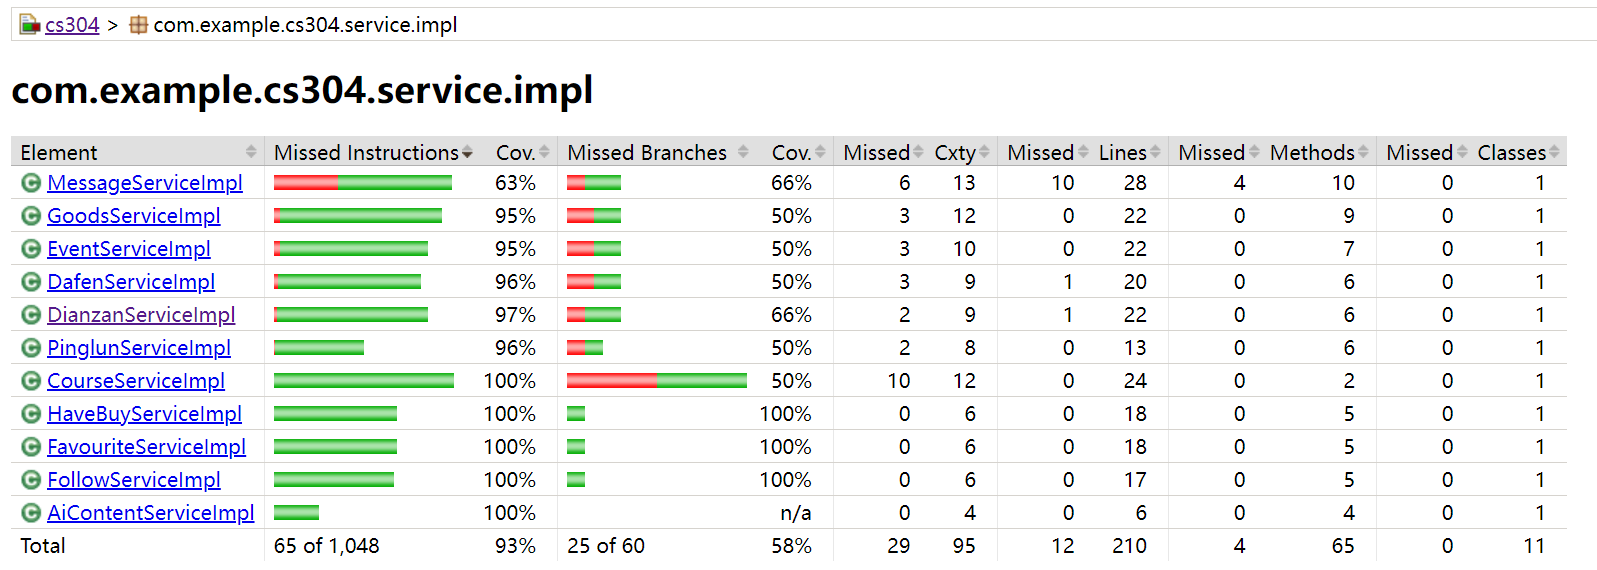 cs304 > com.example.cs304.service.impl
com.example.cs304.service.impl
Element Missed Instructions Cov. Missed Branches Cov. Missed Cxty Missed Lines Missed Methods Missed Classes
MessageServiceImpl 63% 66% 6 13 10 28 4 10 0 1
GoodsServiceImpl 95% 50% 3 12 0 22 0 9 0 1
EventServiceImpl 95% 50% 3 10 0 22 0 7 0 1
DafenServiceImpl 96% 50% 3 9 1 20 0 6 0 1
DianzanServiceImpl 97% 66% 2 9 1 22 0 6 0 1
PinglunServiceImpl 96% 50% 2 8 0 13 0 6 0 1
CourseServiceImpl 100% 50% 10 12 0 24 0 2 0 1
HaveBuyServiceImpl 100% 100% 0 6 0 18 0 5 0 1
FavouriteServiceImpl 100% 100% 0 6 0 18 0 5 0 1
FollowServiceImpl 100% 100% 0 6 0 17 0 5 0 1
AiContentServiceImpl 100% n/a 0 4 0 6 0 4 0 1
Total 65 of 1,048 93% 25 of 60 58% 29 95 12 210 4 65 0 11